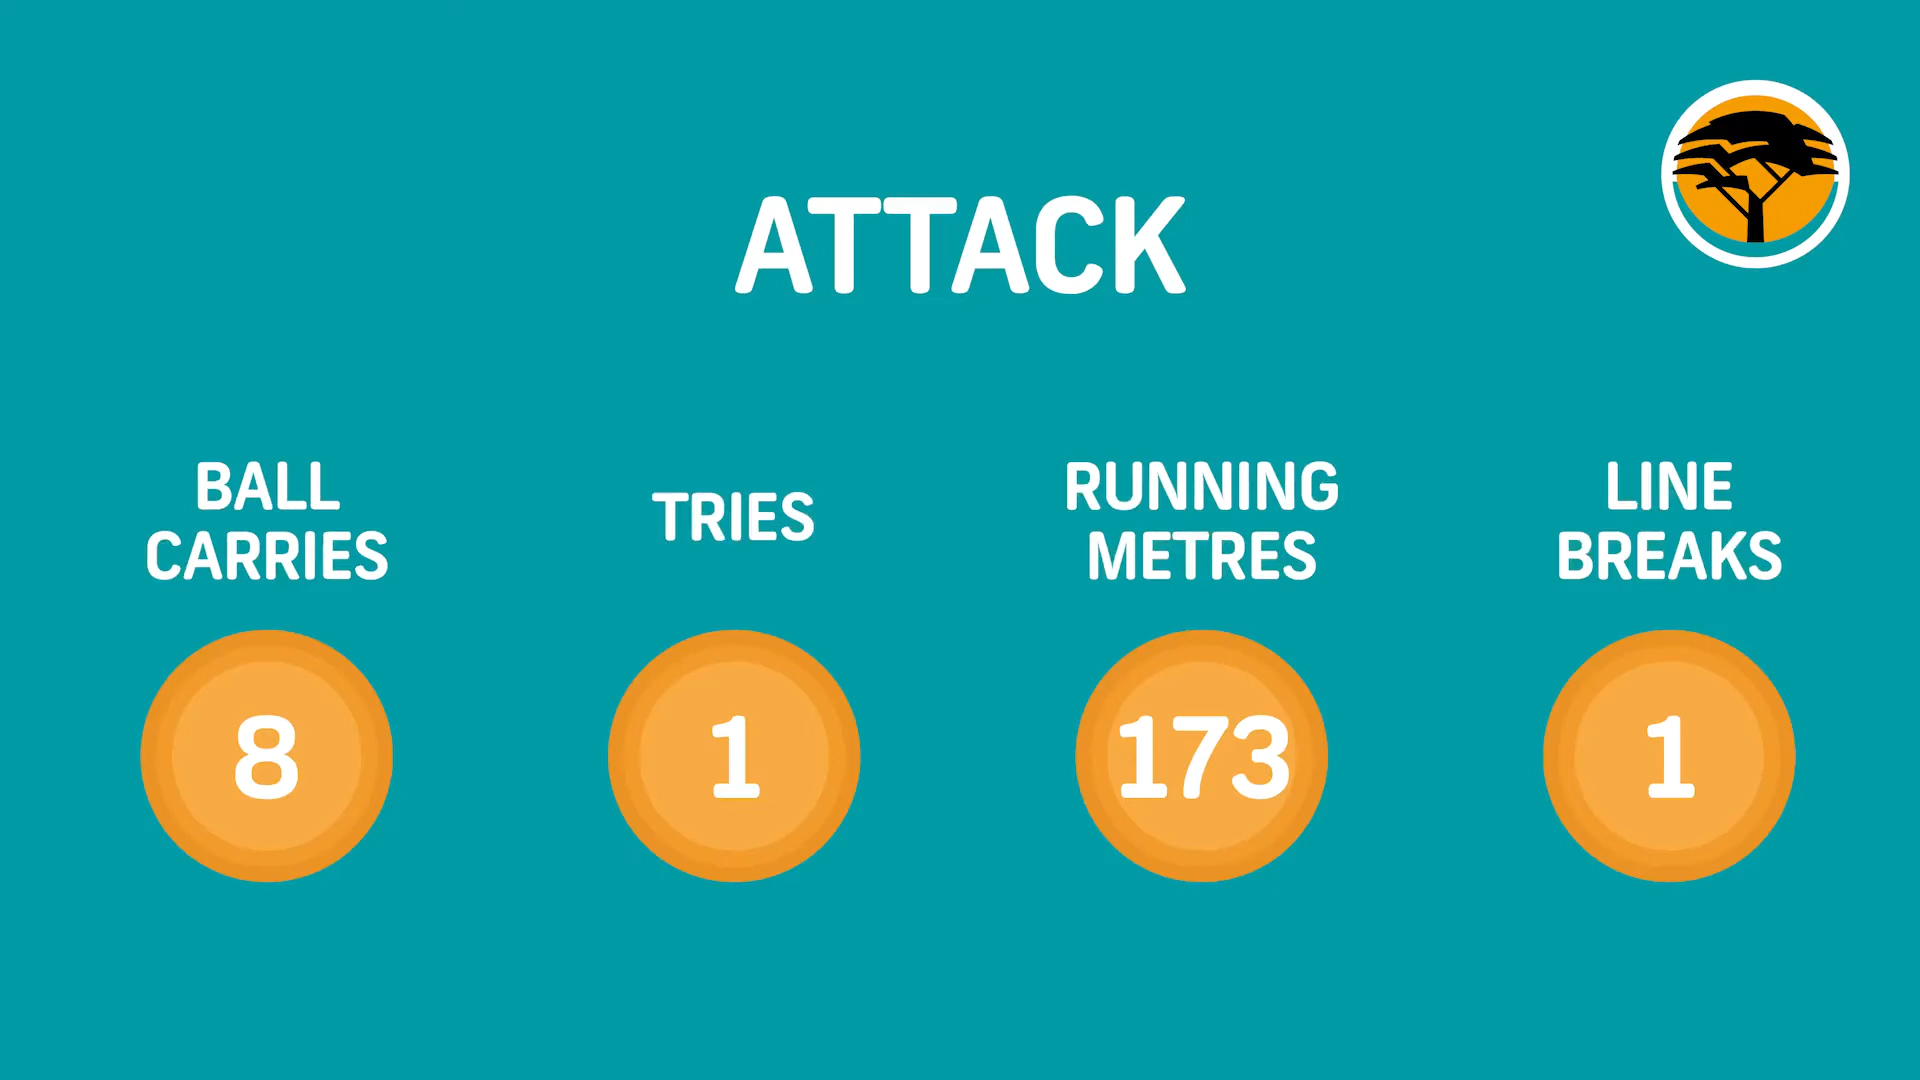 ATTACK
BALL
CARRIES
8
TRIES
1
RUNNING
METRES
173
LINE
BREAKS
1